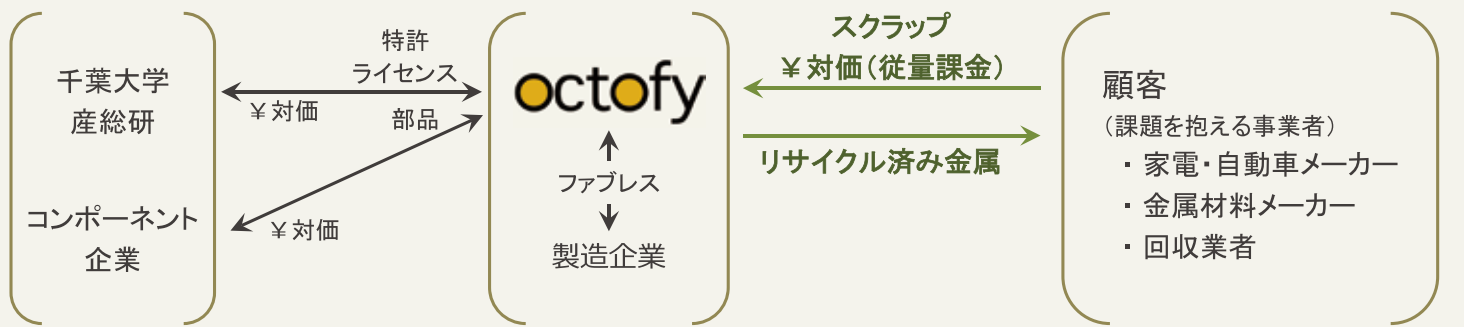 千葉大学
産総研
コンポーネント
企業
特許
ライセンス
￥対価
部品
￥対価
octofy
ファブレス
製造企業
スクラップ
￥対価（従量課金）
リサイクル済み金属
顧客
（課題を抱える事業者）
・家電・自動車メーカー
・金属材料メーカー
・回収業者